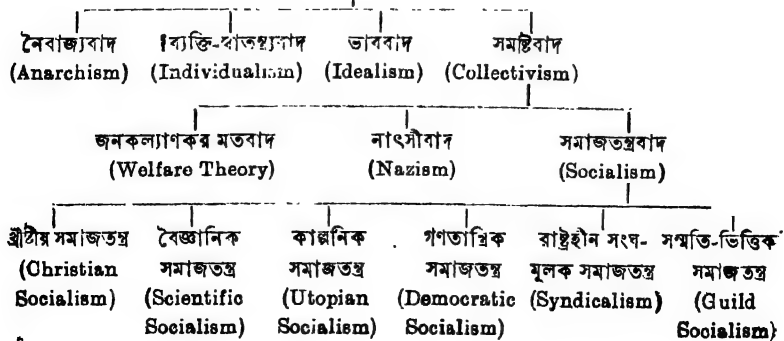 নৈরাজ্যবাদ ব্যক্তি-স্বাতন্ত্র্যবাদ ভাববাদ সমষ্টিবাদ
(Anarchism) (Individualism) (Idealism) (Collectivism)
জনকল্যাণকর মতবাদ নাৎসীবাদ সমাজতন্ত্রবাদ
(Welfare Theory) (Nazism) (Socialism)
খ্রীষ্টীয় সমাজতন্ত্র বৈজ্ঞানিক কাল্পনিক গণতান্ত্রিক রাষ্ট্রহীন সংঘ- সম্মতি-ভিত্তিক
(Christian সমাজতন্ত্র সমাজতন্ত্র সমাজতন্ত্র মূলক সমাজতন্ত্র সমাজতন্ত্র
Socialism) (Scientific (Utopian (Democratic (Syndicalism) (Guild
Socialism) Socialism) Socialism) Socialism)